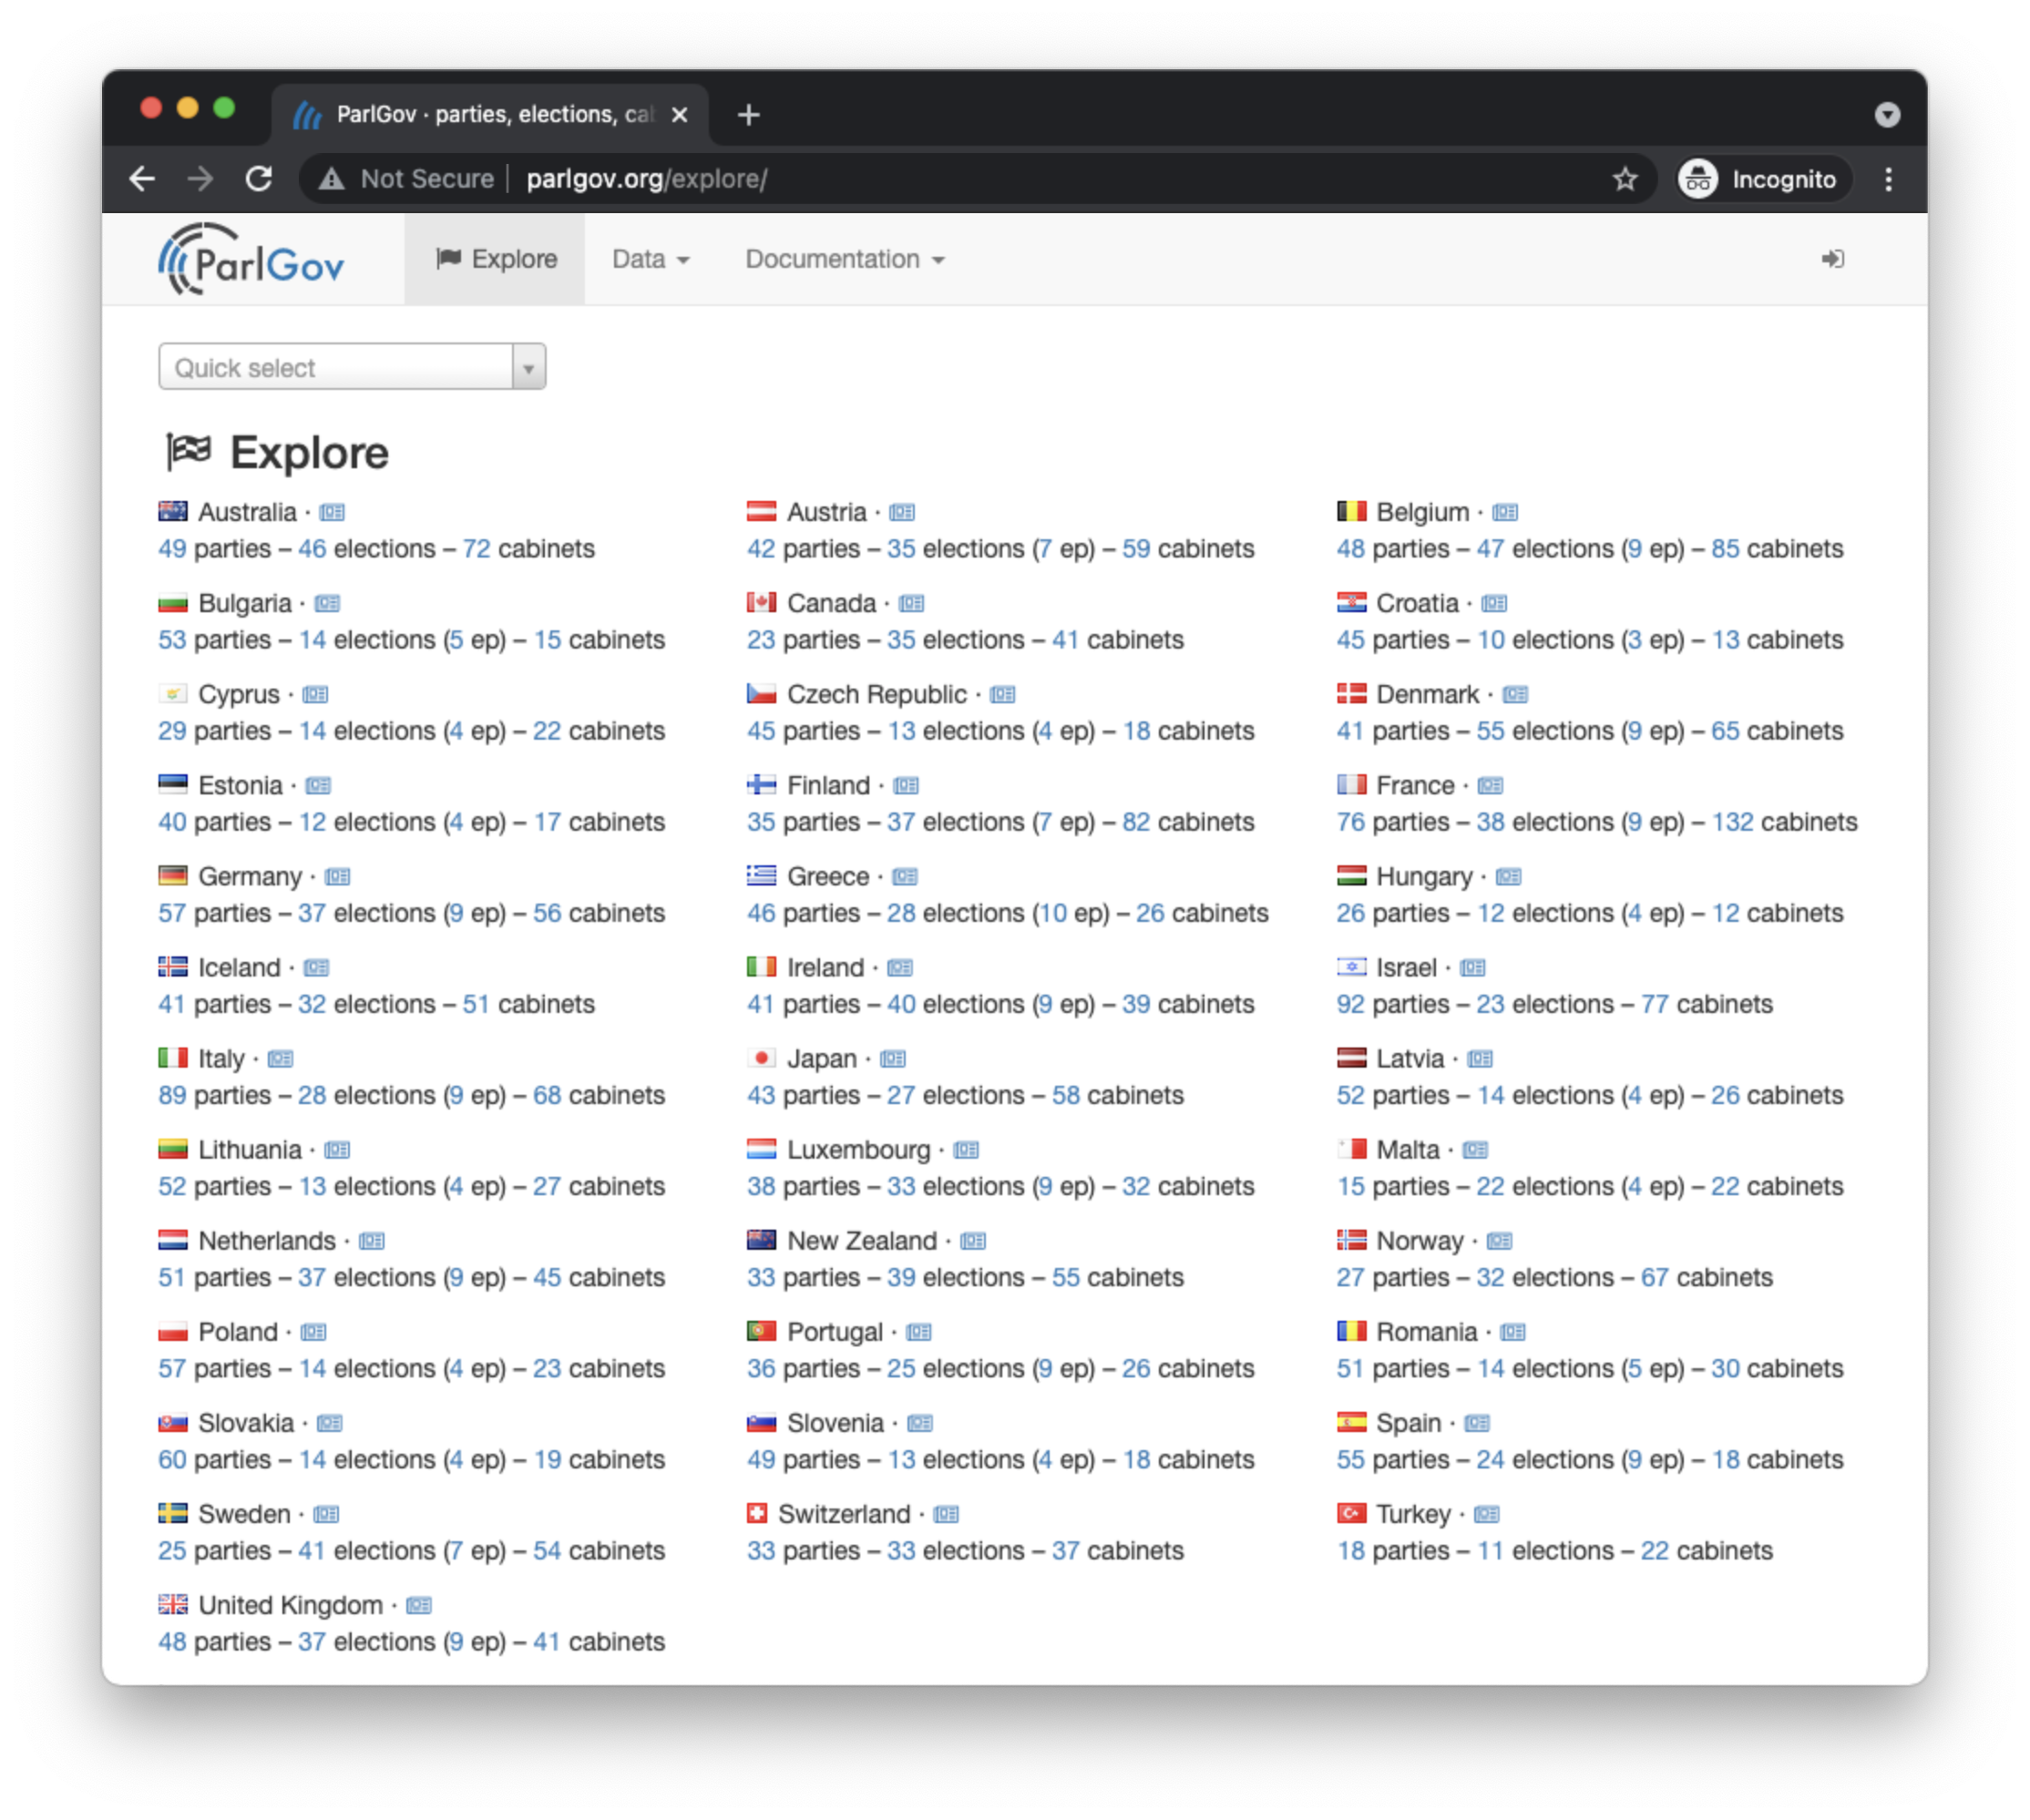 ParlGov · parties, elections, ca
Not Secure | parlgov.org/explore/
Incognito
ParlGov
Explore
Data
Documentation
Quick select
Explore
Australia ·
49 parties – 46 elections – 72 cabinets
Austria ·
42 parties – 35 elections (7 ep) – 59 cabinets
Belgium ·
48 parties – 47 elections (9 ep) – 85 cabinets
Bulgaria ·
53 parties – 14 elections (5 ep) – 15 cabinets
Canada ·
23 parties – 35 elections – 41 cabinets
Croatia ·
45 parties – 10 elections (3 ep) – 13 cabinets
Cyprus ·
29 parties – 14 elections (4 ep) – 22 cabinets
Czech Republic ·
45 parties – 13 elections (4 ep) – 18 cabinets
Denmark ·
41 parties – 55 elections (9 ep) – 65 cabinets
Estonia ·
40 parties – 12 elections (4 ep) – 17 cabinets
Finland ·
35 parties – 37 elections (7 ep) – 82 cabinets
France ·
76 parties – 38 elections (9 ep) – 132 cabinets
Germany ·
57 parties – 37 elections (9 ep) – 56 cabinets
Greece ·
46 parties – 28 elections (10 ep) – 26 cabinets
Hungary ·
26 parties – 12 elections (4 ep) – 12 cabinets
Iceland ·
41 parties – 32 elections – 51 cabinets
Ireland ·
41 parties – 40 elections (9 ep) – 39 cabinets
Israel ·
92 parties – 23 elections – 77 cabinets
Italy ·
89 parties – 28 elections (9 ep) – 68 cabinets
Japan ·
43 parties – 27 elections – 58 cabinets
Latvia ·
52 parties – 14 elections (4 ep) – 26 cabinets
Lithuania ·
52 parties – 13 elections (4 ep) – 27 cabinets
Luxembourg ·
38 parties – 33 elections (9 ep) – 32 cabinets
Malta ·
15 parties – 22 elections (4 ep) – 22 cabinets
Netherlands ·
51 parties – 37 elections (9 ep) – 45 cabinets
New Zealand ·
33 parties – 39 elections – 55 cabinets
Norway ·
27 parties – 32 elections – 67 cabinets
Poland ·
57 parties – 14 elections (4 ep) – 23 cabinets
Portugal ·
36 parties – 25 elections (9 ep) – 26 cabinets
Romania ·
51 parties – 14 elections (5 ep) – 30 cabinets
Slovakia ·
60 parties – 14 elections (4 ep) – 19 cabinets
Slovenia ·
49 parties – 13 elections (4 ep) – 18 cabinets
Spain ·
55 parties – 24 elections (9 ep) – 18 cabinets
Sweden ·
25 parties – 41 elections (7 ep) – 54 cabinets
Switzerland ·
33 parties – 33 elections – 37 cabinets
Turkey ·
18 parties – 11 elections – 22 cabinets
United Kingdom ·
48 parties – 37 elections (9 ep) – 41 cabinets